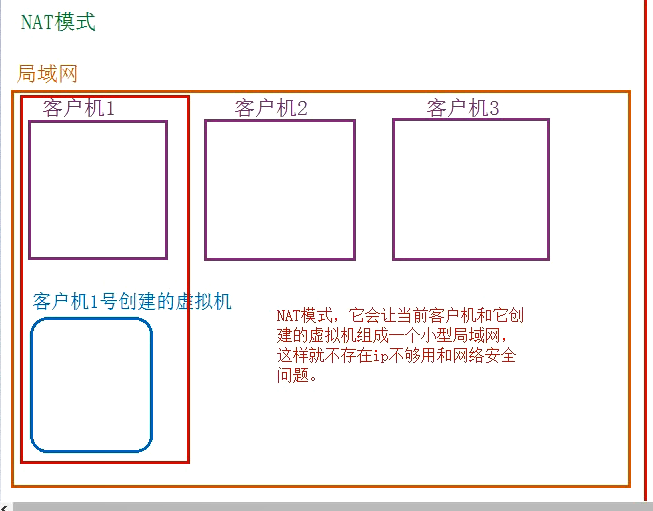 NAT模式
局域网
客户机1 客户机2 客户机3
客户机1号创建的虚拟机
NAT模式，它会让当前客户机和它创
建的虚拟机组成一个小型局域网，
这样就不存在ip不够用和网络安全
问题。